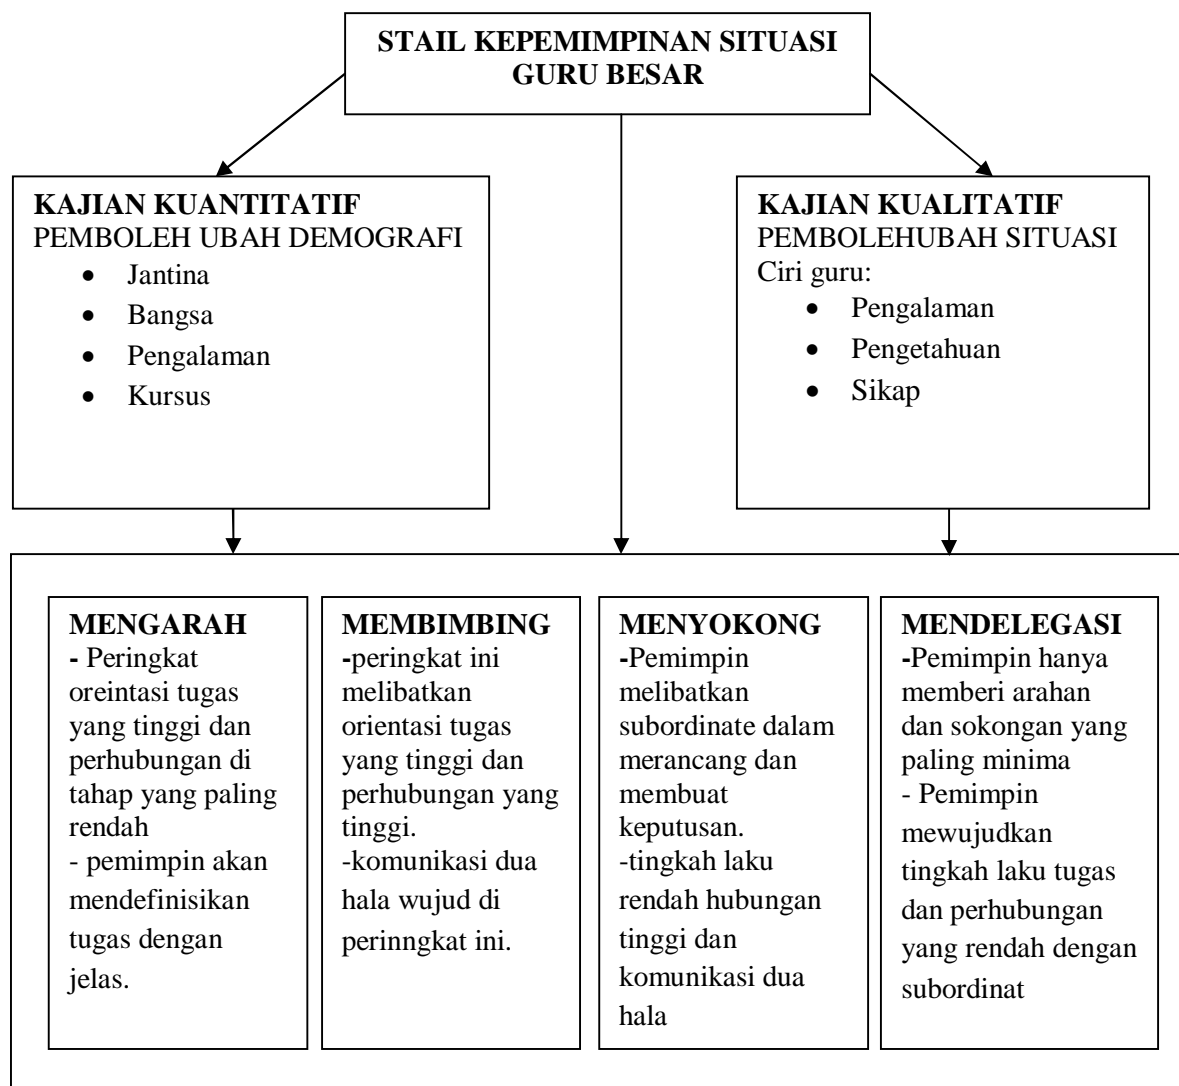 STAIL KEPEMIMPINAN SITUASI
GURU BESAR
KAJIAN KUANTITATIF
PEMBOLEH UBAH DEMOGRAFI
• Jantina
• Bangsa
• Pengalaman
• Kursus
KAJIAN KUALITATIF
PEMBOLEHUBAH SITUASI
Ciri guru:
• Pengalaman
• Pengetahuan
• Sikap
MENGARAH
- Peringkat
oreintasi tugas
yang tinggi dan
perhubungan di
tahap yang paling
rendah
- pemimpin akan
mendefinisikan
tugas dengan
jelas.
MEMBIMBING
-peringkat ini
melibatkan
orientasi tugas
yang tinggi dan
perhubungan yang
tinggi.
-komunikasi dua
hala wujud di
perinngkat ini.
MENYOKONG
-Pemimpin
melibatkan
subordinate dalam
merancang dan
membuat
keputusan.
-tingkah laku
rendah hubungan
tinggi dan
komunikasi dua
hala
MENDELEGASI
-Pemimpin hanya
memberi arahan
dan sokongan yang
paling minima
- Pemimpin
mewujudkan
tingkah laku tugas
dan perhubungan
yang rendah dengan
subordinat